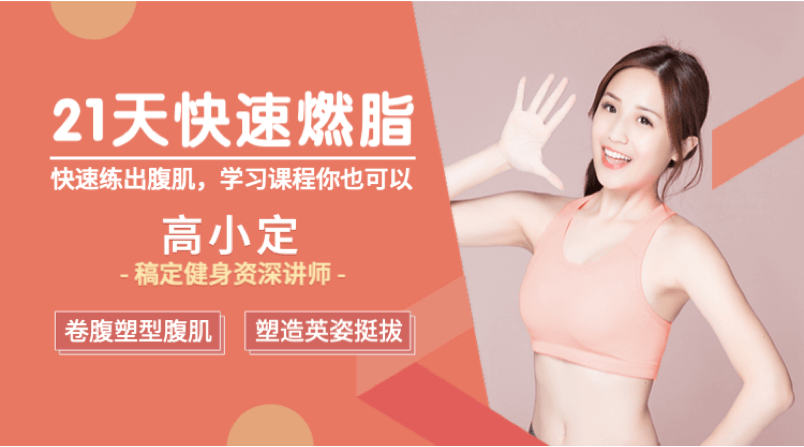 21天快速燃脂
快速练出腹肌，学习课程你也可以
高小定
- 稿定健身资深讲师 -
卷腹塑型腹肌
塑造英姿挺拔